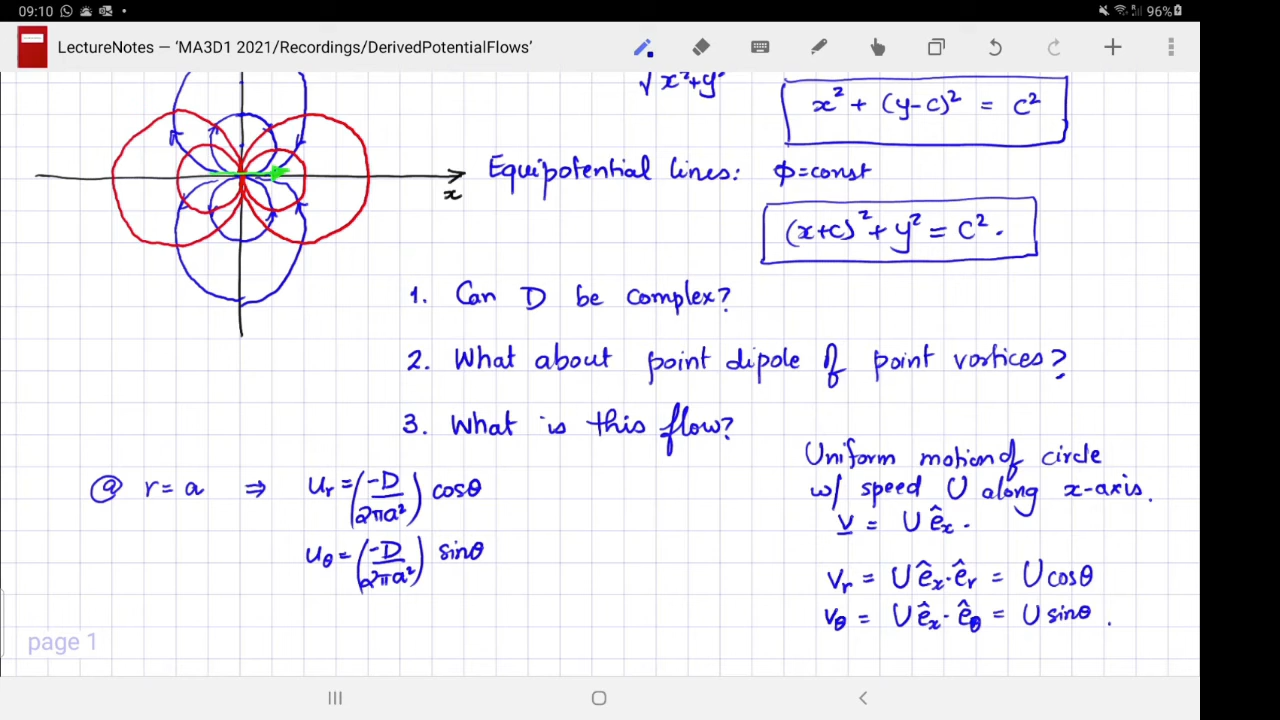 09:10
96%
LectureNotes — ‘MA3D1 2021/Recordings/DerivedPotentialFlows’
√x²+y²
x² + (y-c)² = c²
x
Equipotential lines: φ=const
(x+c)² + y² = c².
1. Can D be complex?
2. What about point dipole of point vortices?
3. What is this flow?
Uniform motion of circle
w/ speed U along x-axis.
v = U êx.
@ r=a ⇒ ur = (-D/2πa²) cosθ
uθ = (-D/2πa²) sinθ
vr = U êx·êr = U cosθ
vθ = U êx·êθ = U sinθ.
page 1